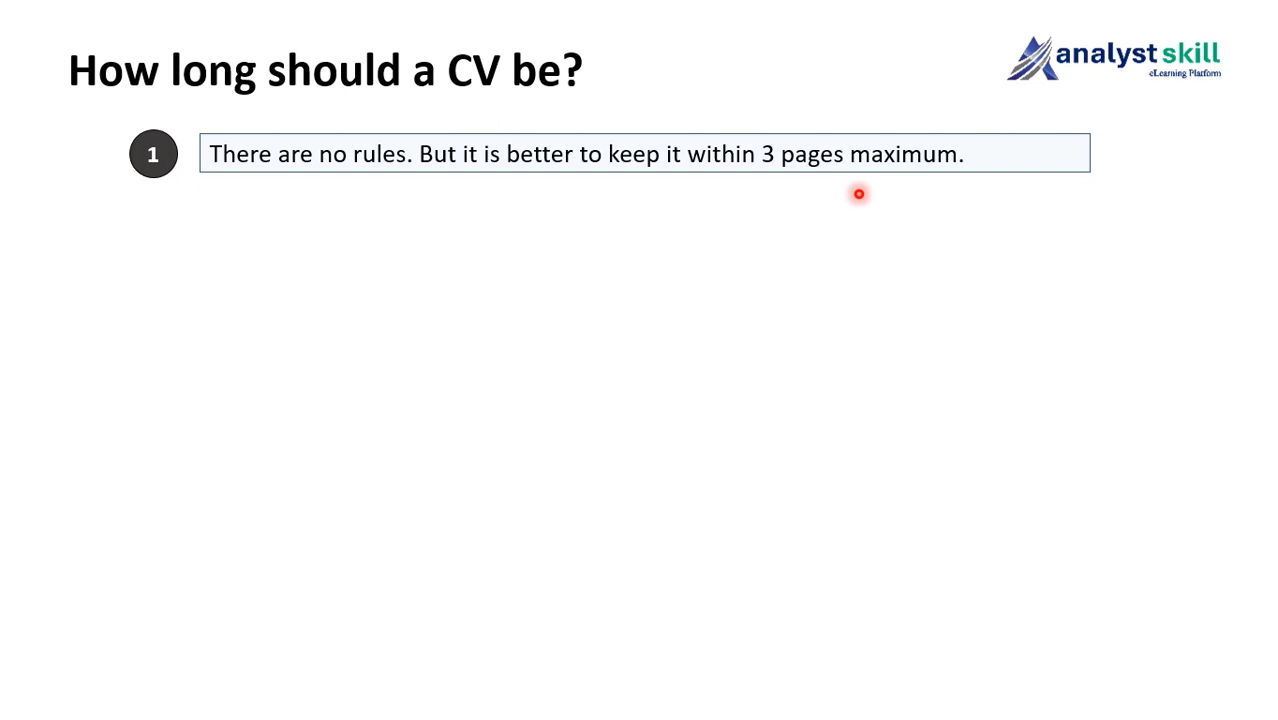 How long should a CV be?
analyst skill
eLearning Platform
1
There are no rules. But it is better to keep it within 3 pages maximum.